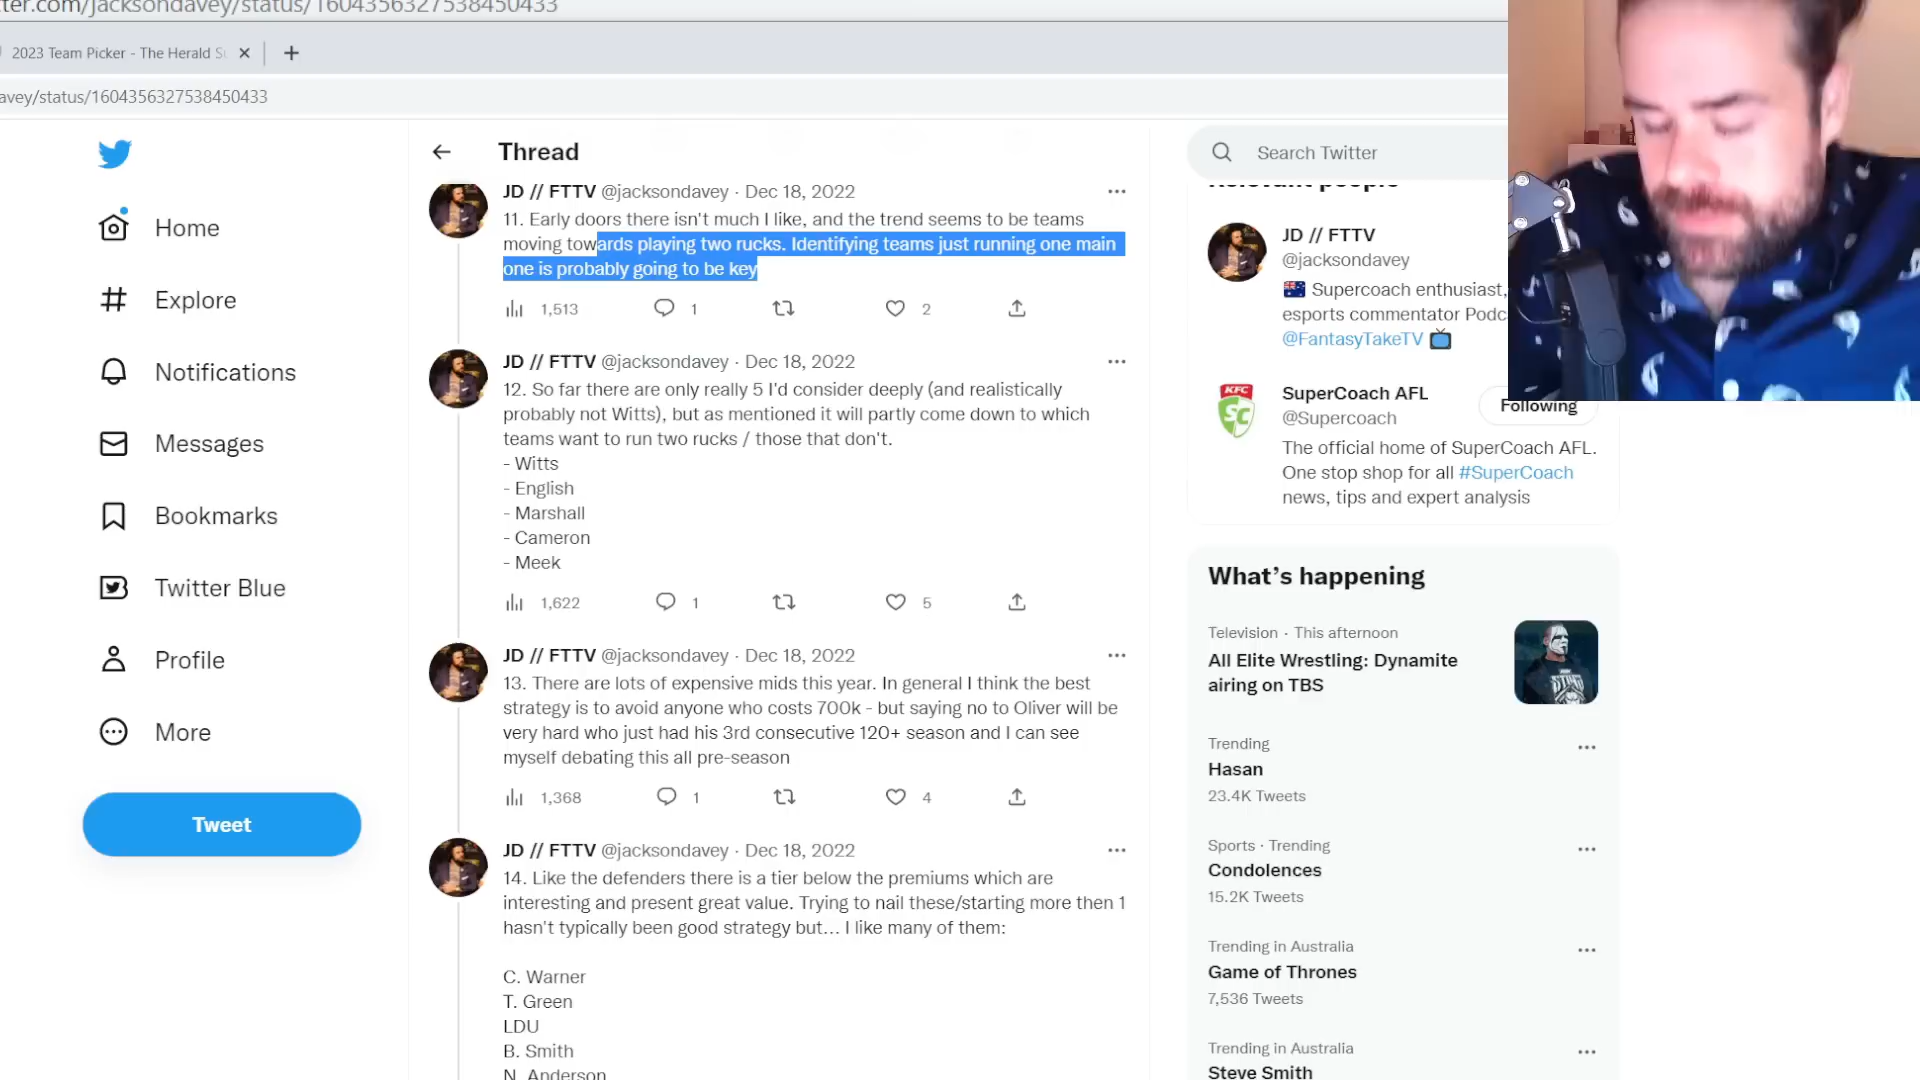 tter.com/jacksondavey/status/1604356327538450433
2023 Team Picker - The Herald Su
avey/status/1604356327538450433
Home
Explore
Notifications
Messages
Bookmarks
Twitter Blue
Profile
More
Tweet
Thread
JD // FTTV @jacksondavey · Dec 18, 2022
11. Early doors there isn't much I like, and the trend seems to be teams
moving towards playing two rucks. Identifying teams just running one main
one is probably going to be key
1,513 1 2
JD // FTTV @jacksondavey · Dec 18, 2022
12. So far there are only really 5 I'd consider deeply (and realistically
probably not Witts), but as mentioned it will partly come down to which
teams want to run two rucks / those that don't.
- Witts
- English
- Marshall
- Cameron
- Meek
1,622 1 5
JD // FTTV @jacksondavey · Dec 18, 2022
13. There are lots of expensive mids this year. In general I think the best
strategy is to avoid anyone who costs 700k - but saying no to Oliver will be
very hard who just had his 3rd consecutive 120+ season and I can see
myself debating this all pre-season
1,368 1 4
JD // FTTV @jacksondavey · Dec 18, 2022
14. Like the defenders there is a tier below the premiums which are
interesting and present great value. Trying to nail these/starting more then 1
hasn't typically been good strategy but... I like many of them:
C. Warner
T. Green
LDU
B. Smith
N. Anderson
Search Twitter
Relevant people
JD // FTTV
@jacksondavey
Supercoach enthusiast,
esports commentator Podc
@FantasyTakeTV
KFC
SC
SuperCoach AFL
@Supercoach
Following
The official home of SuperCoach AFL.
One stop shop for all #SuperCoach
news, tips and expert analysis
What's happening
Television · This afternoon
All Elite Wrestling: Dynamite
airing on TBS
STING
Trending
Hasan
23.4K Tweets
Sports · Trending
Condolences
15.2K Tweets
Trending in Australia
Game of Thrones
7,536 Tweets
Trending in Australia
Steve Smith